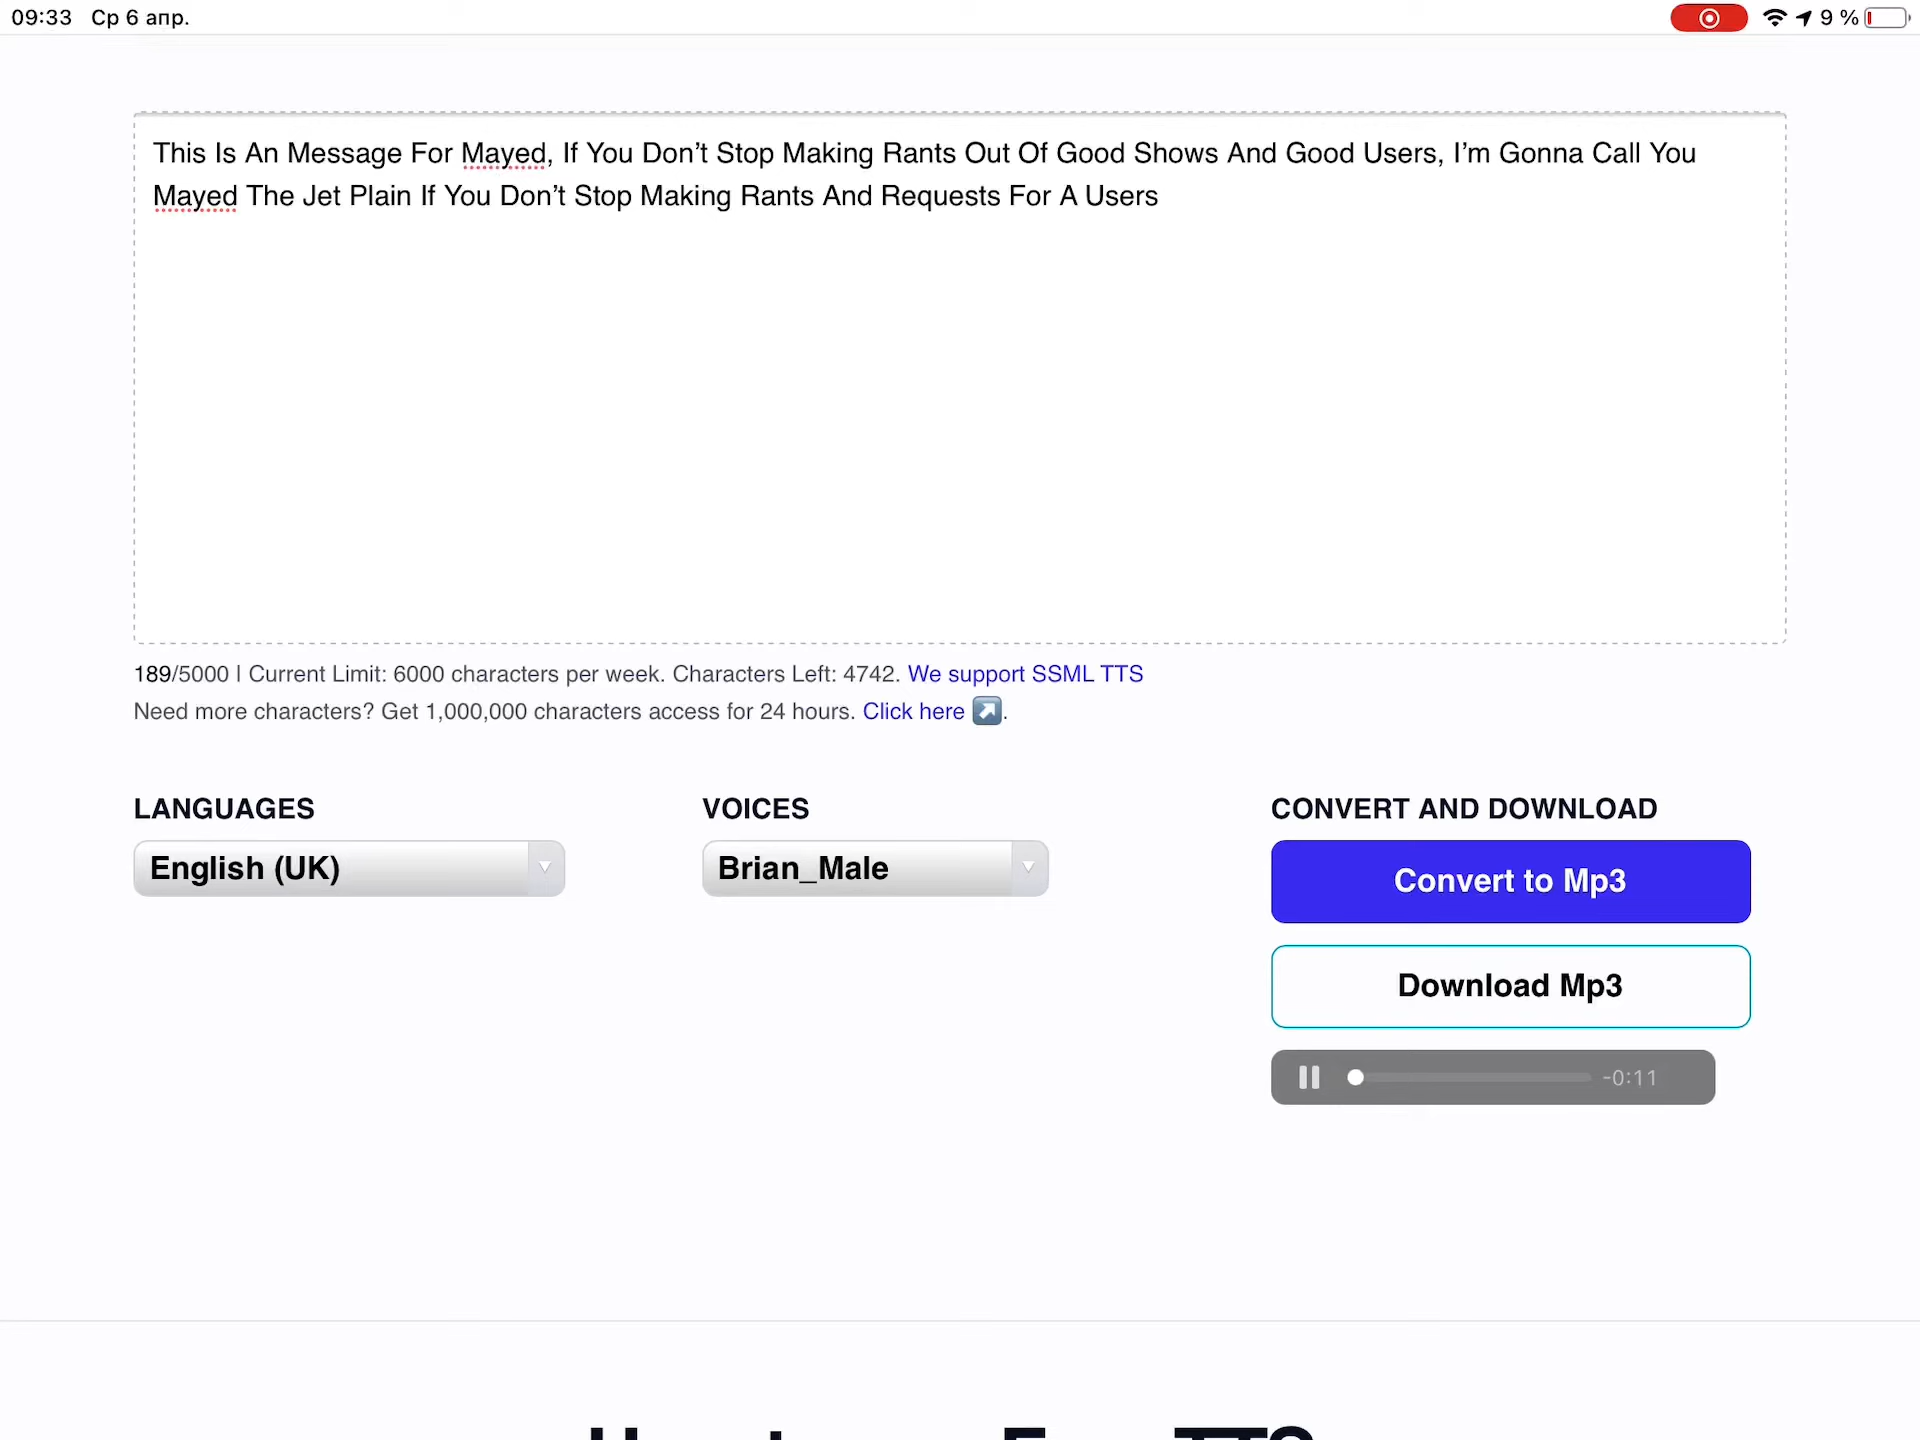 09:33 Ср 6 апр.
9 %
This Is An Message For Mayed, If You Don’t Stop Making Rants Out Of Good Shows And Good Users, I’m Gonna Call You
Mayed The Jet Plain If You Don’t Stop Making Rants And Requests For A Users
189/5000 | Current Limit: 6000 characters per week. Characters Left: 4742. We support SSML TTS
Need more characters? Get 1,000,000 characters access for 24 hours. Click here ↗.
LANGUAGES
English (UK)
VOICES
Brian_Male
CONVERT AND DOWNLOAD
Convert to Mp3
Download Mp3
-0:11